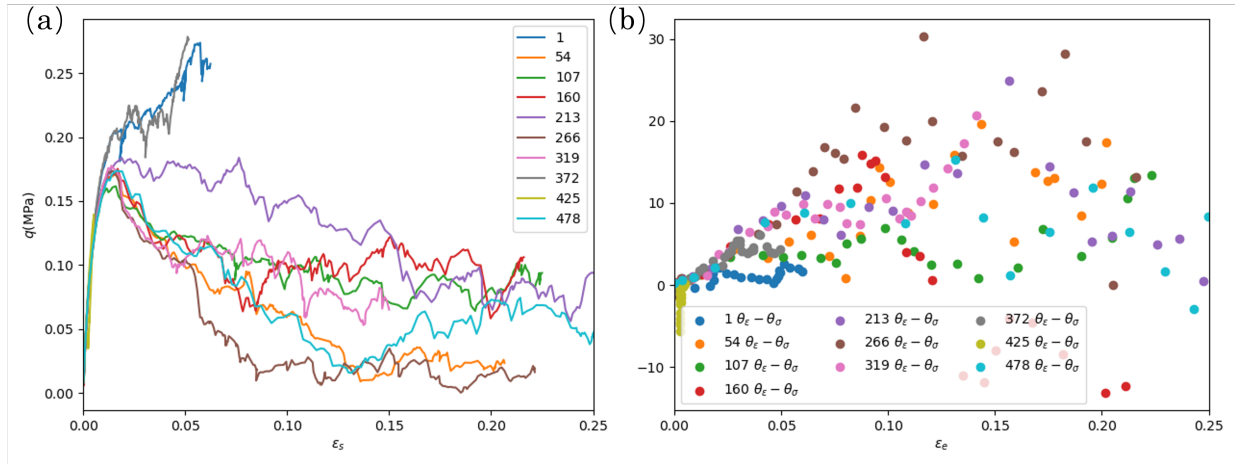 (a)
0.25
0.20
0.15
0.10
0.05
0.00
q(MPa)
0.00 0.05 0.10 0.15 0.20 0.25
εs
1
54
107
160
213
266
319
372
425
478
(b)
30
20
10
0
−10
1 θε − θσ
54 θε − θσ
107 θε − θσ
160 θε − θσ
213 θε − θσ
266 θε − θσ
319 θε − θσ
372 θε − θσ
425 θε − θσ
478 θε − θσ
0.00 0.05 0.10 0.15 0.20 0.25
εe